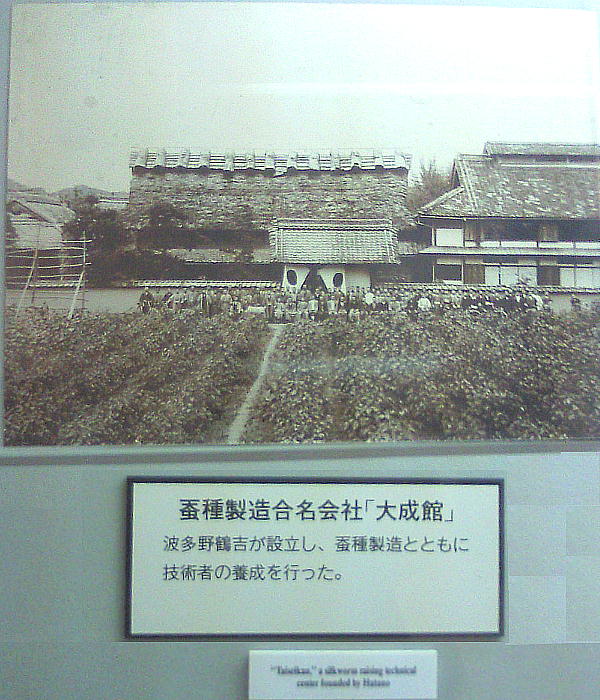 蚕種製造合名会社「大成館」
波多野鶴吉が設立し、蚕種製造とともに
技術者の養成を行った。
"Taiseikan," a silkworm raising technical
center founded by Hatano